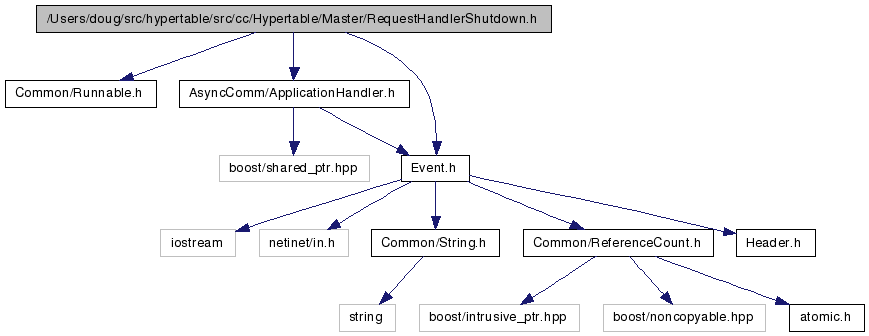 /Users/doug/src/hypertable/src/cc/Hypertable/Master/RequestHandlerShutdown.h
Common/Runnable.h
AsyncComm/ApplicationHandler.h
boost/shared_ptr.hpp
Event.h
iostream
netinet/in.h
Common/String.h
Common/ReferenceCount.h
Header.h
string
boost/intrusive_ptr.hpp
boost/noncopyable.hpp
atomic.h